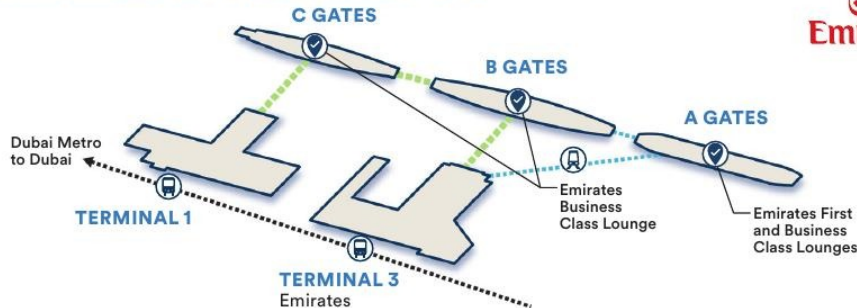 C GATES
Emi
B GATES
A GATES
Dubai Metro
to Dubai
TERMINAL 1
Emirates
Business
Class Lounge
Emirates First
and Business
Class Lounges
TERMINAL 3
Emirates